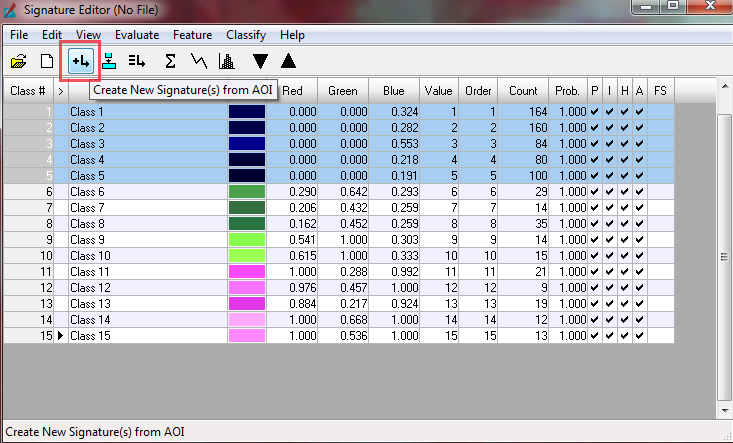 Signature Editor (No File)
File Edit View Evaluate Feature Classify Help
+L L Σ
Class # > Signature Name Color Red Green Blue Value Order Count Prob. P I H A FS
Create New Signature(s) from AOI
1 Class 1 0.000 0.000 0.324 1 1 164 1.000 ✔ ✔ ✔ ✔
2 Class 2 0.000 0.000 0.282 2 2 160 1.000 ✔ ✔ ✔ ✔
3 Class 3 0.000 0.000 0.553 3 3 84 1.000 ✔ ✔ ✔ ✔
4 Class 4 0.000 0.000 0.218 4 4 80 1.000 ✔ ✔ ✔ ✔
5 Class 5 0.000 0.000 0.191 5 5 100 1.000 ✔ ✔ ✔ ✔
6 Class 6 0.290 0.642 0.293 6 6 29 1.000 ✔ ✔ ✔ ✔
7 Class 7 0.206 0.432 0.259 7 7 14 1.000 ✔ ✔ ✔ ✔
8 Class 8 0.162 0.452 0.259 8 8 35 1.000 ✔ ✔ ✔ ✔
9 Class 9 0.541 1.000 0.303 9 9 14 1.000 ✔ ✔ ✔ ✔
10 Class 10 0.615 1.000 0.333 10 10 15 1.000 ✔ ✔ ✔ ✔
11 Class 11 1.000 0.288 0.992 11 11 21 1.000 ✔ ✔ ✔ ✔
12 Class 12 0.976 0.457 1.000 12 12 9 1.000 ✔ ✔ ✔ ✔
13 Class 13 0.884 0.217 0.924 13 13 19 1.000 ✔ ✔ ✔ ✔
14 Class 14 1.000 0.668 1.000 14 14 12 1.000 ✔ ✔ ✔ ✔
15 Class 15 1.000 0.536 1.000 15 15 13 1.000 ✔ ✔ ✔ ✔
Create New Signature(s) from AOI